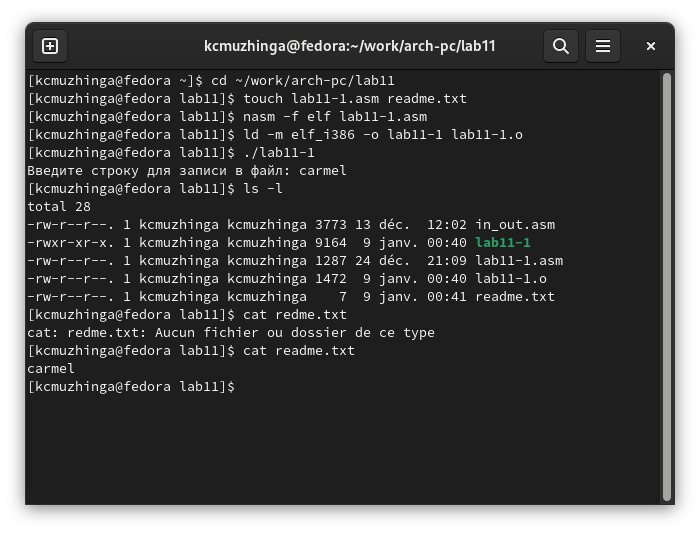 kcmuzhinga@fedora:~/work/arch-pc/lab11
[kcmuzhinga@fedora ~]$ cd ~/work/arch-pc/lab11
[kcmuzhinga@fedora lab11]$ touch lab11-1.asm readme.txt
[kcmuzhinga@fedora lab11]$ nasm -f elf lab11-1.asm
[kcmuzhinga@fedora lab11]$ ld -m elf_i386 -o lab11-1 lab11-1.o
[kcmuzhinga@fedora lab11]$ ./lab11-1
Введите строку для записи в файл: carmel
[kcmuzhinga@fedora lab11]$ ls -l
total 28
-rw-r--r--. 1 kcmuzhinga kcmuzhinga 3773 13 déc.  12:02 in_out.asm
-rwxr-xr-x. 1 kcmuzhinga kcmuzhinga 9164  9 janv. 00:40 lab11-1
-rw-r--r--. 1 kcmuzhinga kcmuzhinga 1287 24 déc.  21:09 lab11-1.asm
-rw-r--r--. 1 kcmuzhinga kcmuzhinga 1472  9 janv. 00:40 lab11-1.o
-rw-r--r--. 1 kcmuzhinga kcmuzhinga    7  9 janv. 00:41 readme.txt
[kcmuzhinga@fedora lab11]$ cat redme.txt
cat: redme.txt: Aucun fichier ou dossier de ce type
[kcmuzhinga@fedora lab11]$ cat readme.txt
carmel
[kcmuzhinga@fedora lab11]$